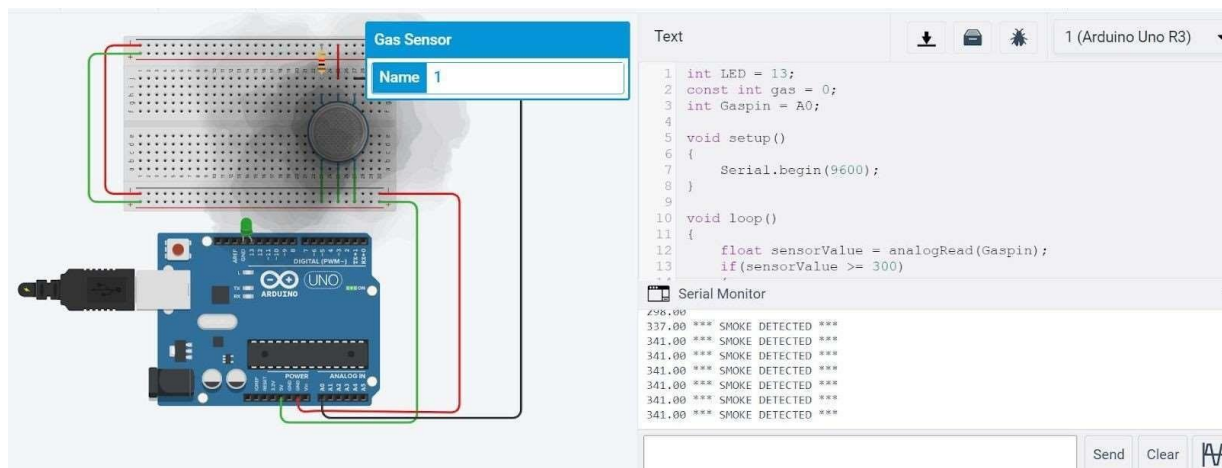 Gas Sensor
Name 1
DIGITAL (PWM~)
UNO
ARDUINO
POWER
ANALOG IN
Text
1 (Arduino Uno R3)
1 int LED = 13;
2 const int gas = 0;
3 int Gaspin = A0;
4
5 void setup()
6 {
7 Serial.begin(9600);
8 }
9
10 void loop()
11 {
12 float sensorValue = analogRead(Gaspin);
13 if(sensorValue >= 300)
Serial Monitor
298.00
337.00 *** SMOKE DETECTED ***
341.00 *** SMOKE DETECTED ***
341.00 *** SMOKE DETECTED ***
341.00 *** SMOKE DETECTED ***
341.00 *** SMOKE DETECTED ***
341.00 *** SMOKE DETECTED ***
341.00 *** SMOKE DETECTED ***
Send
Clear